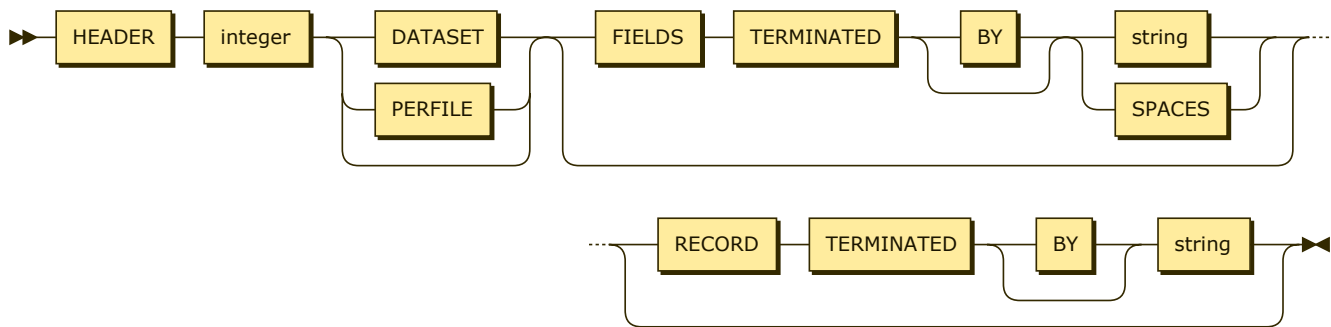 HEADER integer DATASET FIELDS TERMINATED BY string
PERFILE SPACES
RECORD TERMINATED BY string